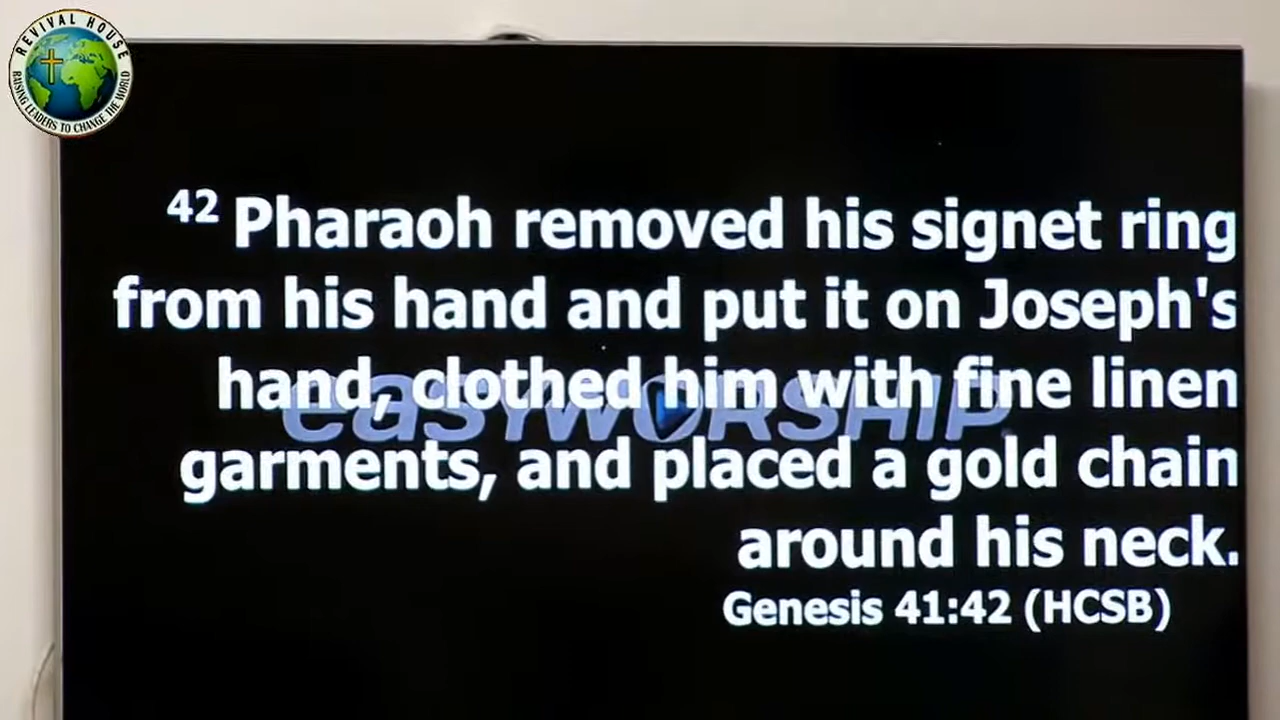 REVIVAL HOUSE
RAISING LEADERS TO CHANGE THE WORLD
42 Pharaoh removed his signet ring
from his hand and put it on Joseph's
hand, clothed him with fine linen
easyworship
garments, and placed a gold chain
around his neck.
Genesis 41:42 (HCSB)